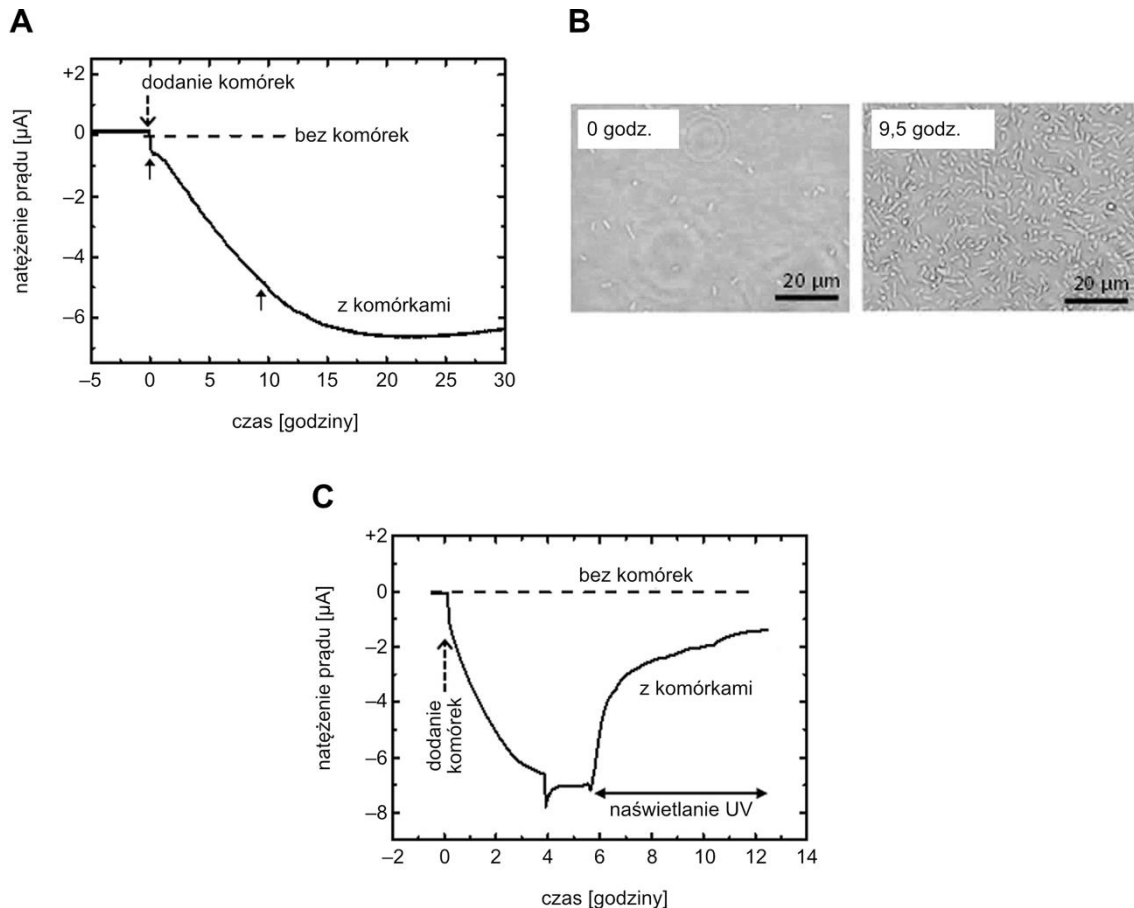 A
+2
0
−2
−4
−6
natężenie prądu [µA]
dodanie komórek
bez komórek
z komórkami
−5
0
5
10
15
20
25
30
czas [godziny]
B
0 godz.
20 µm
9,5 godz.
20 µm
C
+2
0
−2
−4
−6
−8
natężenie prądu [µA]
bez komórek
dodanie
komórek
z komórkami
naświetlanie UV
−2
0
2
4
6
8
10
12
14
czas [godziny]